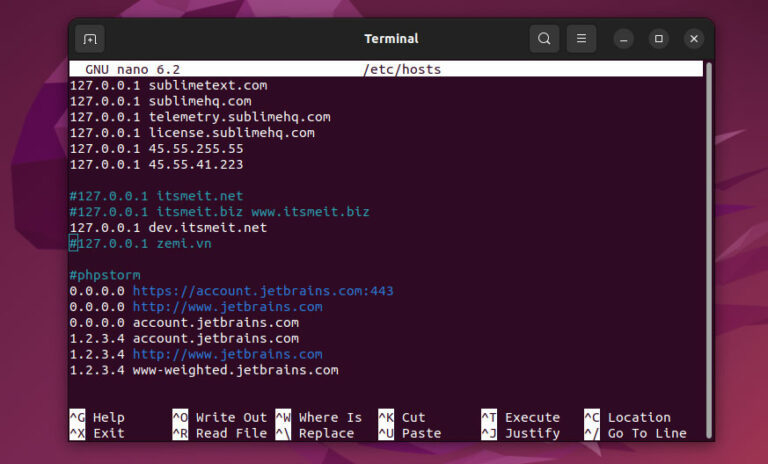 Terminal
GNU nano 6.2 /etc/hosts
127.0.0.1 sublimetext.com
127.0.0.1 sublimehq.com
127.0.0.1 telemetry.sublimehq.com
127.0.0.1 license.sublimehq.com
127.0.0.1 45.55.255.55
127.0.0.1 45.55.41.223
#127.0.0.1 itsmeit.net
#127.0.0.1 itsmeit.biz www.itsmeit.biz
127.0.0.1 dev.itsmeit.net
#127.0.0.1 zemi.vn
#phpstorm
0.0.0.0 https://account.jetbrains.com:443
0.0.0.0 http://www.jetbrains.com
0.0.0.0 account.jetbrains.com
1.2.3.4 account.jetbrains.com
1.2.3.4 http://www.jetbrains.com
1.2.3.4 www-weighted.jetbrains.com
^G Help ^O Write Out ^W Where Is ^K Cut ^T Execute ^C Location
^X Exit ^R Read File ^\ Replace ^U Paste ^J Justify ^/ Go To Line